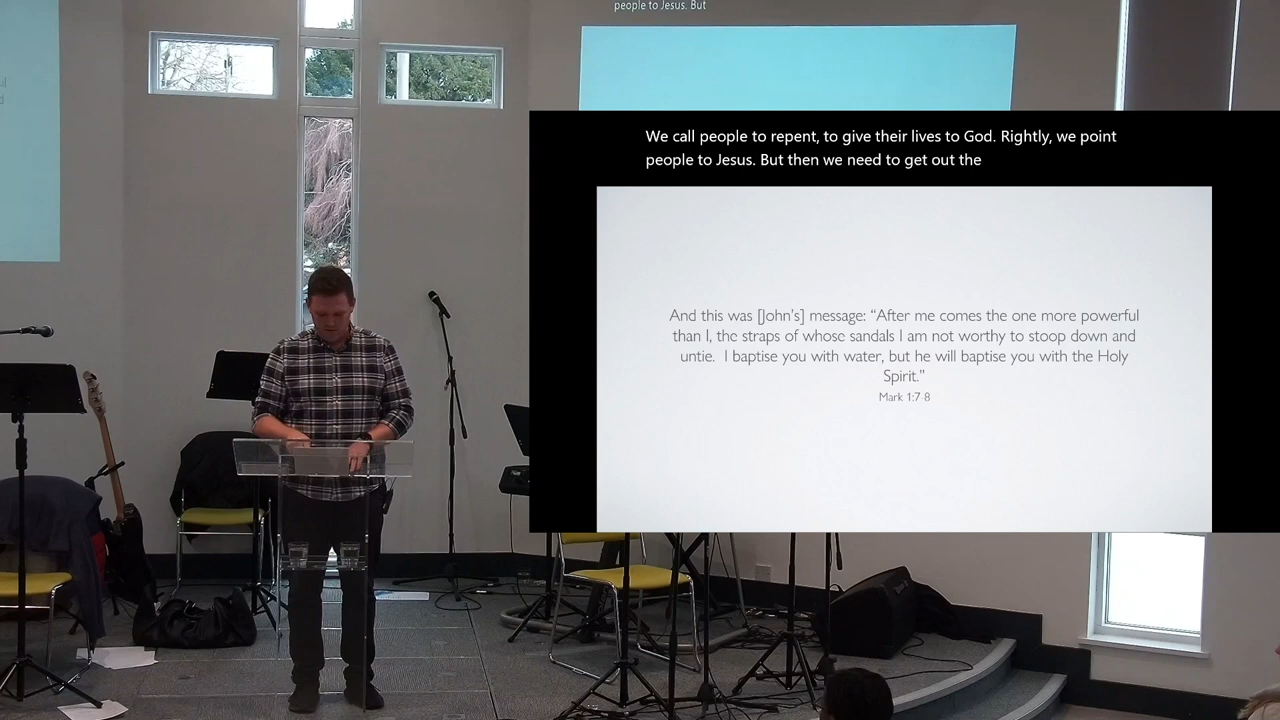 people to Jesus. But
We call people to repent, to give their lives to God. Rightly, we point
people to Jesus. But then we need to get out the
And this was [John's] message: “After me comes the one more powerful
than I, the straps of whose sandals I am not worthy to stoop down and
untie.  I baptise you with water, but he will baptise you with the Holy
Spirit.”
Mark 1:7-8